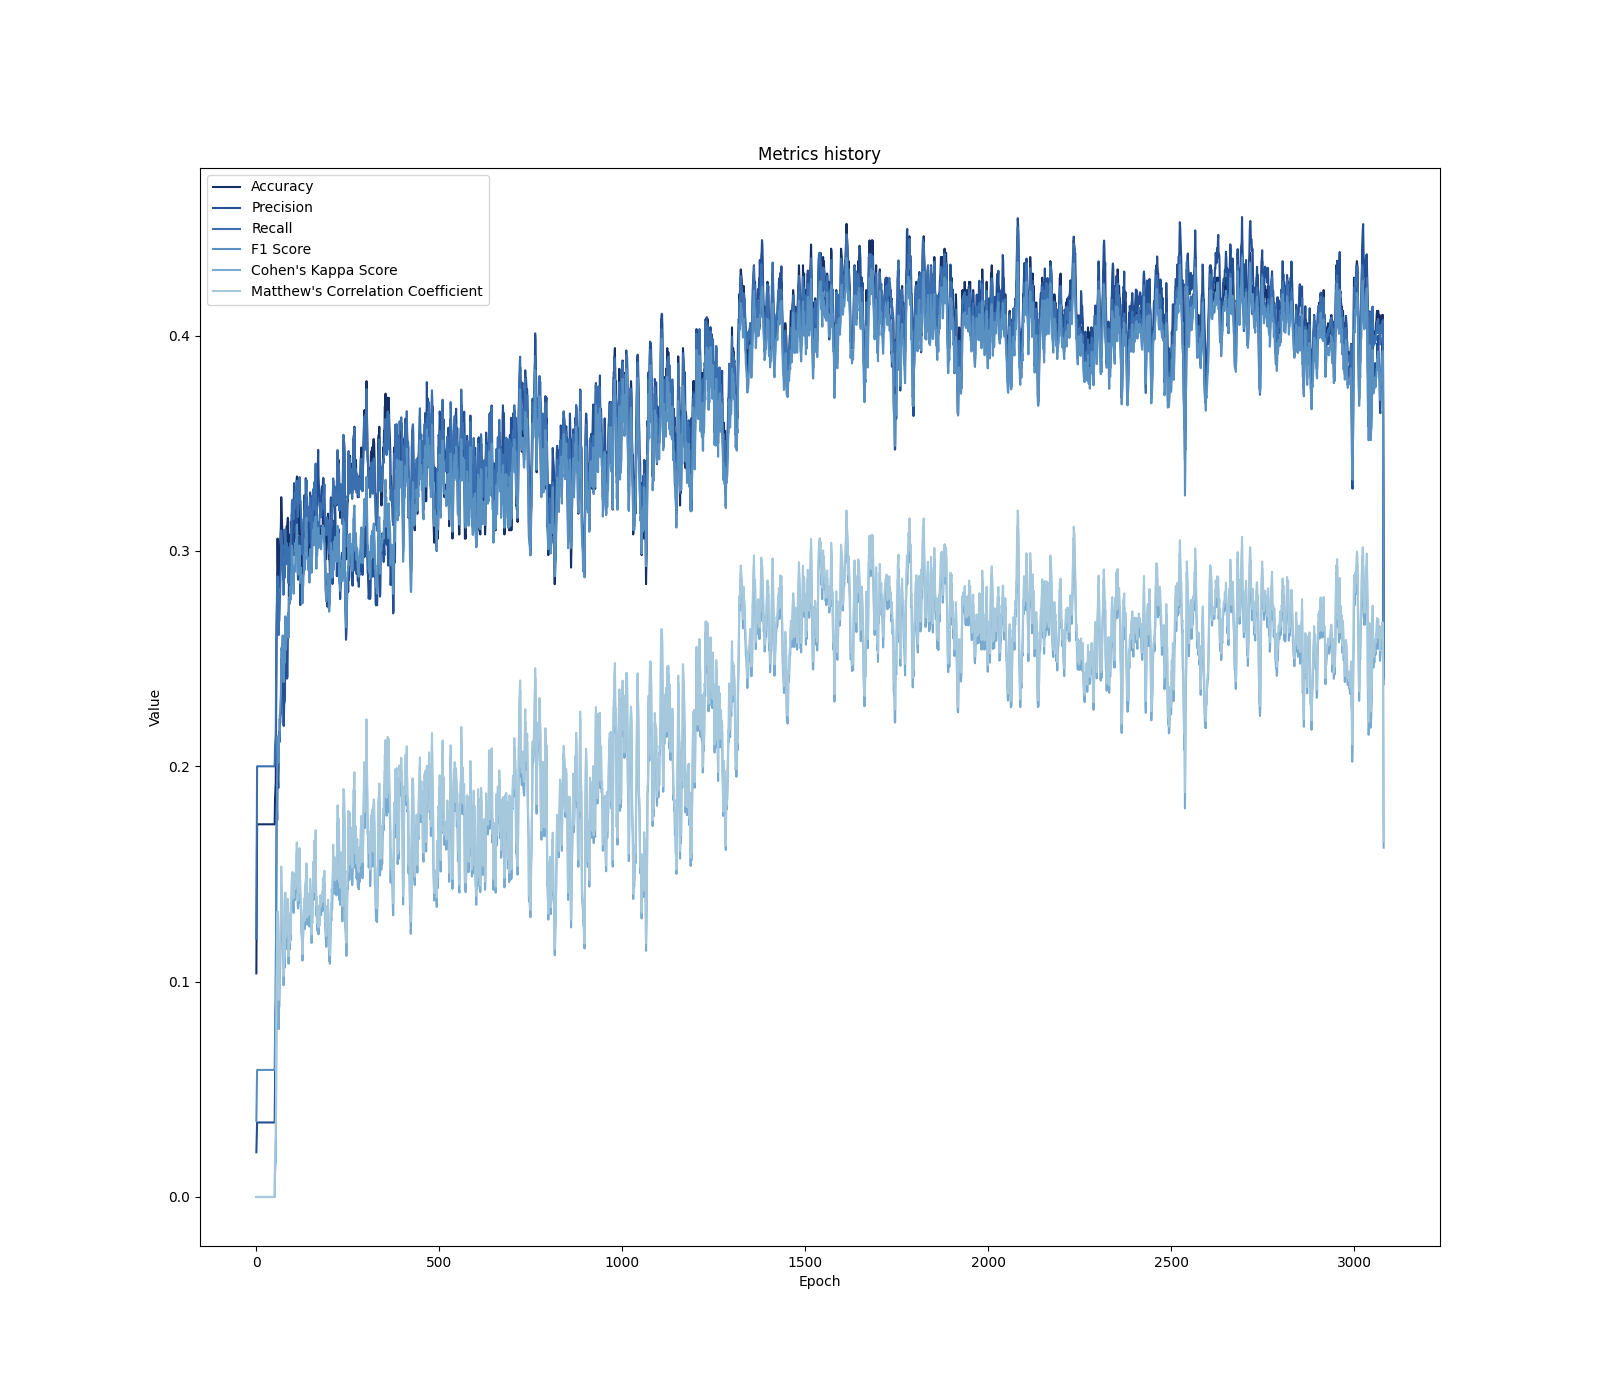 Metrics history
Accuracy
Precision
Recall
F1 Score
Cohen's Kappa Score
Matthew's Correlation Coefficient
Value
0.4
0.3
0.2
0.1
0.0
0 500 1000 1500 2000 2500 3000
Epoch